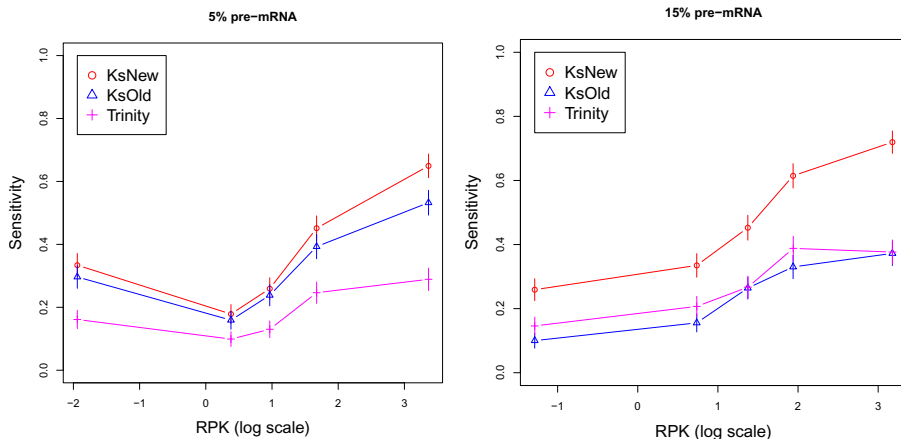 5% pre-mRNA
1.0
0.8
0.6
0.4
0.2
0.0
Sensitivity
KsNew
KsOld
Trinity
−2 −1 0 1 2 3
RPK (log scale)
15% pre-mRNA
1.0
0.8
0.6
0.4
0.2
0.0
Sensitivity
KsNew
KsOld
Trinity
−1 0 1 2 3
RPK (log scale)